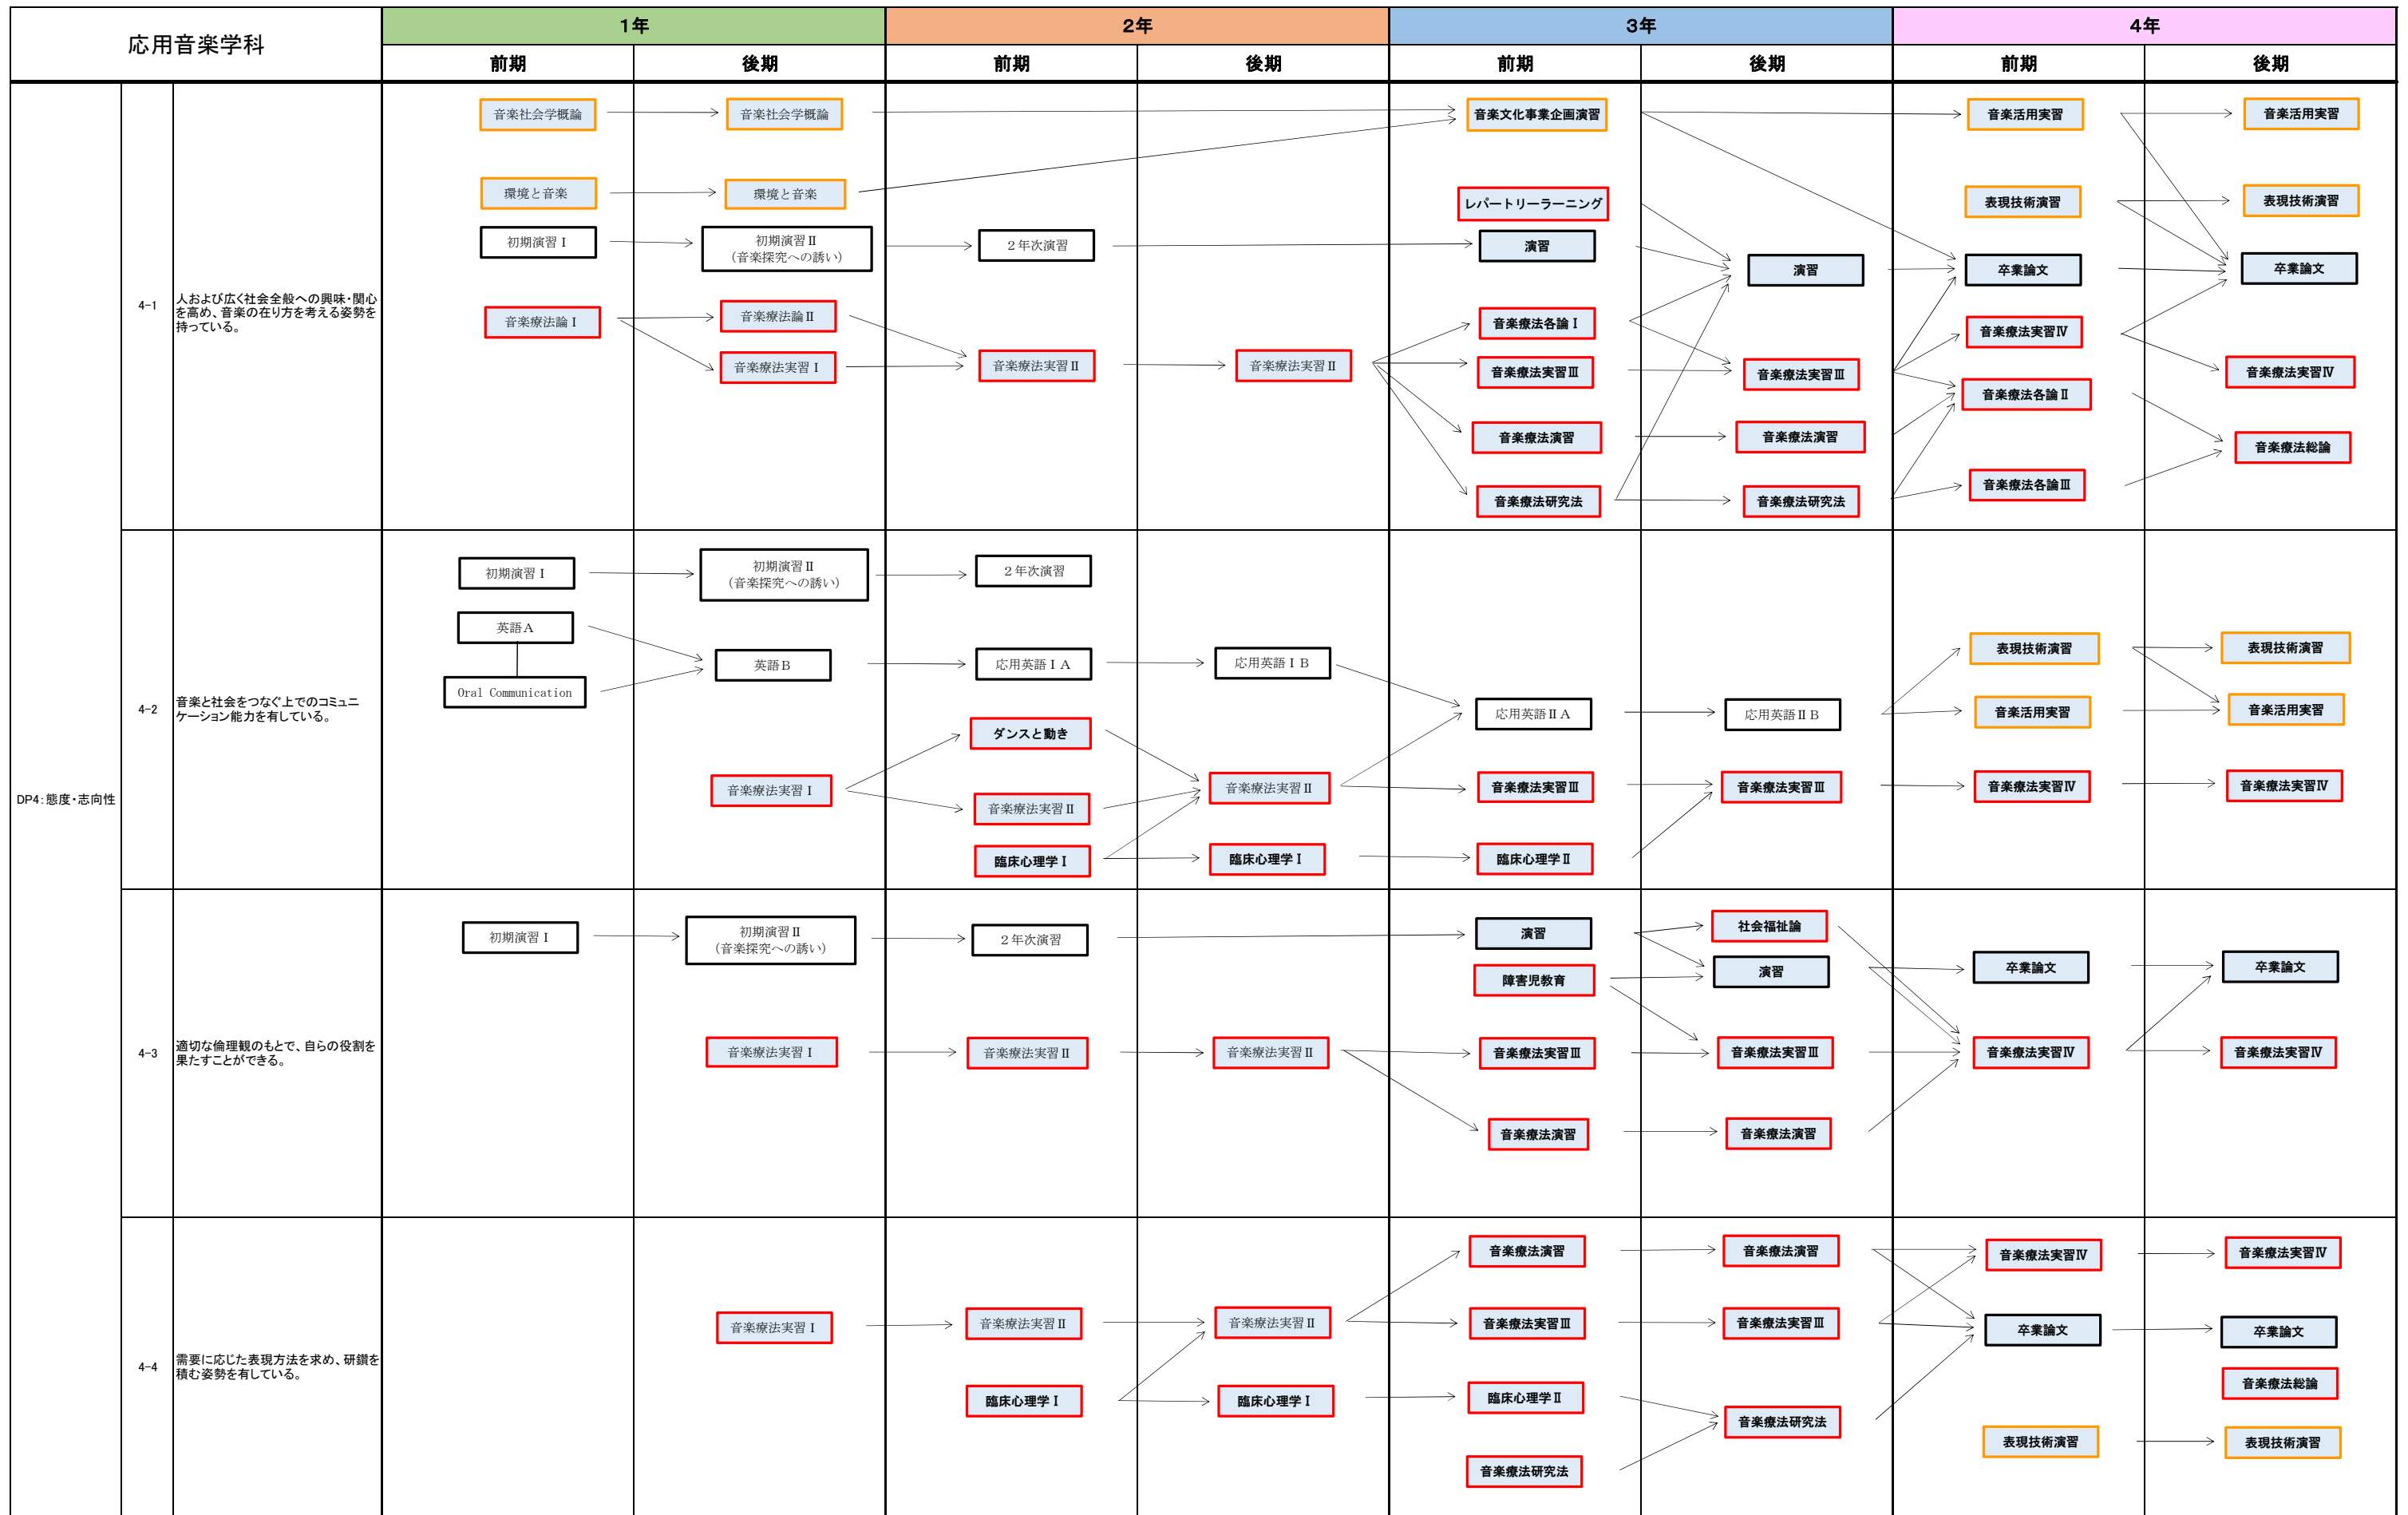 応用音楽学科
1年
2年
3年
4年
前期
後期
前期
後期
前期
後期
前期
後期
DP4:態度・志向性
4-1
人および広く社会全般への興味・関心
を高め、音楽の在り方を考える姿勢を
持っている。
音楽社会学概論
音楽社会学概論
音楽文化事業企画演習
音楽活用実習
音楽活用実習
環境と音楽
環境と音楽
レパートリーラーニング
表現技術演習
表現技術演習
初期演習Ⅰ
初期演習Ⅱ
（音楽探究への誘い）
２年次演習
演習
演習
卒業論文
卒業論文
音楽療法論Ⅰ
音楽療法論Ⅱ
音楽療法各論Ⅰ
音楽療法実習Ⅳ
音楽療法実習Ⅰ
音楽療法実習Ⅱ
音楽療法実習Ⅱ
音楽療法実習Ⅲ
音楽療法実習Ⅲ
音楽療法各論Ⅱ
音楽療法実習Ⅳ
音楽療法演習
音楽療法演習
音楽療法総論
音楽療法研究法
音楽療法研究法
音楽療法各論Ⅲ
4-2
音楽と社会をつなぐ上でのコミュニ
ケーション能力を有している。
初期演習Ⅰ
初期演習Ⅱ
（音楽探究への誘い）
２年次演習
英語Ａ
英語Ｂ
応用英語ⅠＡ
応用英語ⅠＢ
表現技術演習
表現技術演習
Oral Communication
応用英語ⅡＡ
応用英語ⅡＢ
音楽活用実習
音楽活用実習
ダンスと動き
音楽療法実習Ⅰ
音楽療法実習Ⅱ
音楽療法実習Ⅱ
音楽療法実習Ⅲ
音楽療法実習Ⅲ
音楽療法実習Ⅳ
音楽療法実習Ⅳ
臨床心理学Ⅰ
臨床心理学Ⅰ
臨床心理学Ⅱ
4-3
適切な倫理観のもとで、自らの役割を
果たすことができる。
初期演習Ⅰ
初期演習Ⅱ
（音楽探究への誘い）
２年次演習
演習
社会福祉論
障害児教育
演習
卒業論文
卒業論文
音楽療法実習Ⅰ
音楽療法実習Ⅱ
音楽療法実習Ⅱ
音楽療法実習Ⅲ
音楽療法実習Ⅲ
音楽療法実習Ⅳ
音楽療法実習Ⅳ
音楽療法演習
音楽療法演習
4-4
需要に応じた表現方法を求め、研鑽を
積む姿勢を有している。
音楽療法演習
音楽療法演習
音楽療法実習Ⅳ
音楽療法実習Ⅳ
音楽療法実習Ⅰ
音楽療法実習Ⅱ
音楽療法実習Ⅱ
音楽療法実習Ⅲ
音楽療法実習Ⅲ
卒業論文
卒業論文
臨床心理学Ⅰ
臨床心理学Ⅰ
臨床心理学Ⅱ
音楽療法研究法
音楽療法総論
音楽療法研究法
表現技術演習
表現技術演習